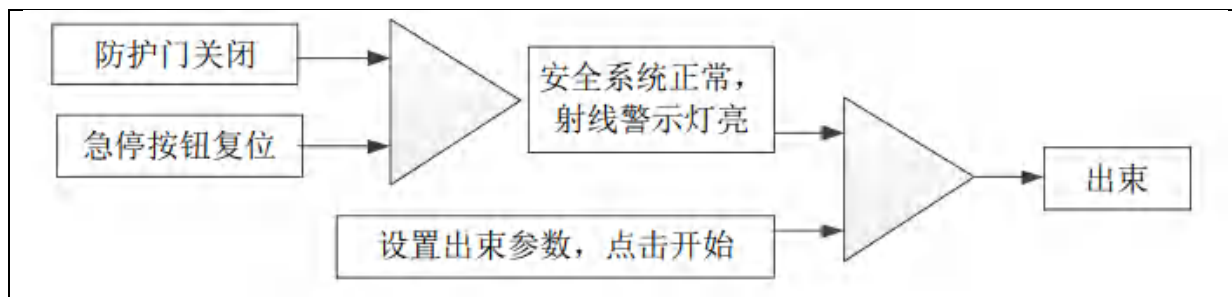 防护门关闭
急停按钮复位
安全系统正常，
射线警示灯亮
设置出束参数，点击开始
出束